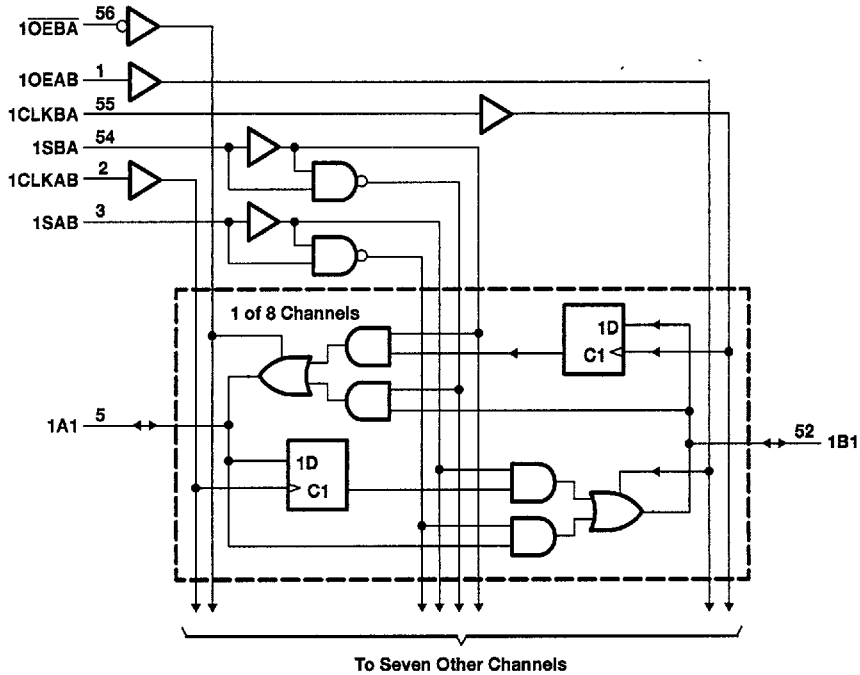 1O̅E̅B̅A̅ 56
1OEAB 1
1CLKBA 55
1SBA 54
1CLKAB 2
1SAB 3
1 of 8 Channels
1D
C1
1A1 5
52 1B1
1D
C1
To Seven Other Channels